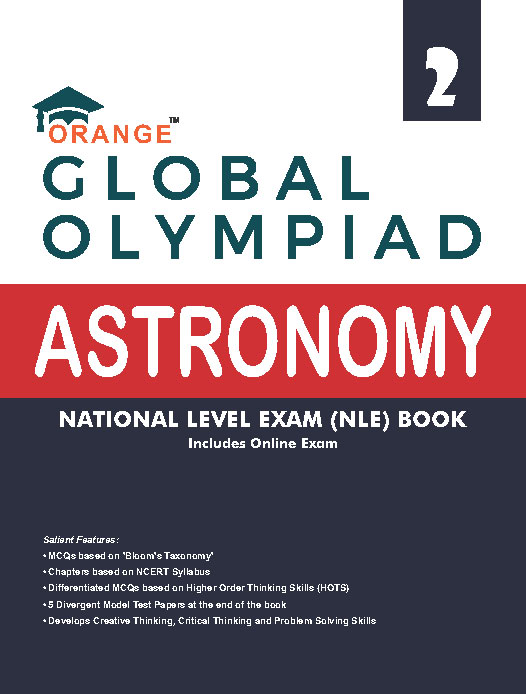 2
ORANGE™
GLOBAL
OLYMPIAD
ASTRONOMY
NATIONAL LEVEL EXAM (NLE) BOOK
Includes Online Exam
Salient Features:
• MCQs based on 'Bloom's Taxonomy'
• Chapters based on NCERT Syllabus
• Differentiated MCQs based on Higher Order Thinking Skills (HOTS)
• 5 Divergent Model Test Papers at the end of the book
• Develops Creative Thinking, Critical Thinking and Problem Solving Skills